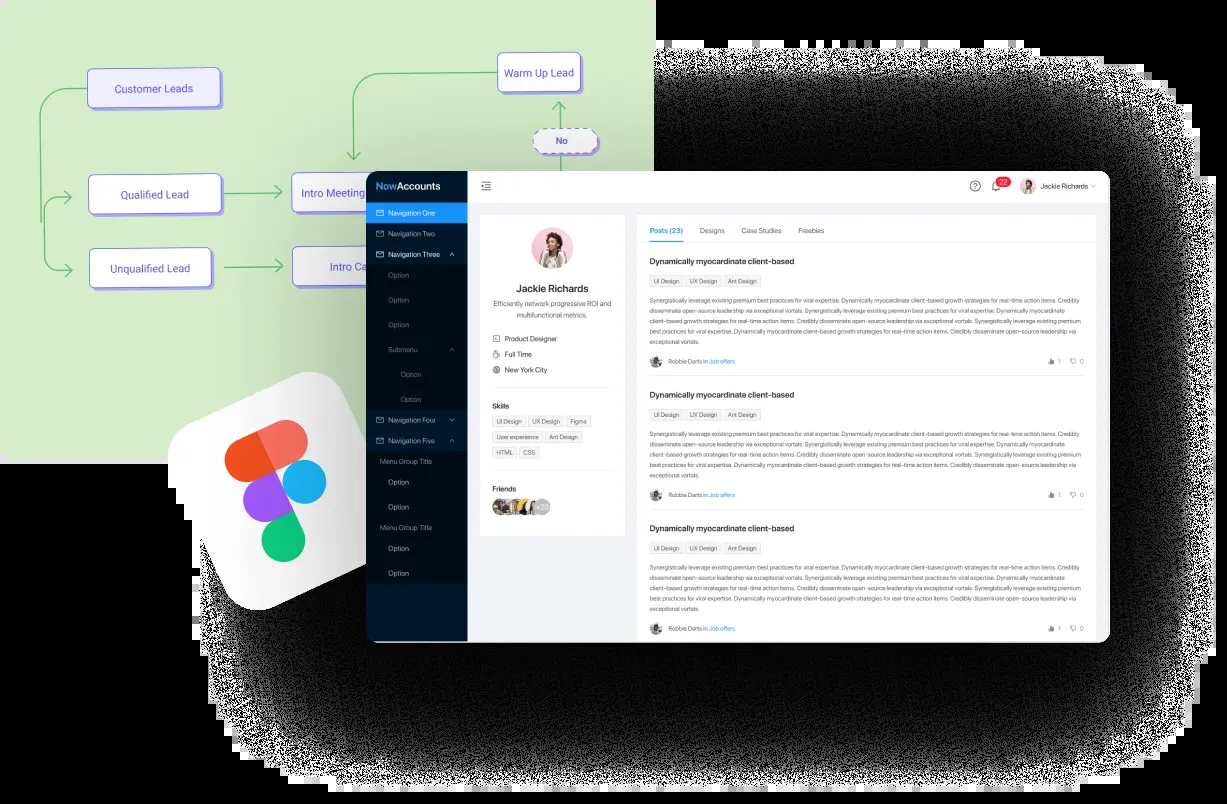 Customer Leads
Warm Up Lead
No
Qualified Lead
Intro Meeting
Unqualified Lead
Intro
NowAccounts
Navigation One
Navigation Two
Navigation Three
Option
Option
Option
Submenu
Option
Option
Navigation Four
Navigation Five
Menu Group Title
Option
Option
Menu Group Title
Option
Option
22
Jackie Richards
Jackie Richards
Efficiently network progressive ROI and
multifunctional metrics.
Product Designer
Full Time
New York City
Skills
UI Design UX Design Figma
User experience Ant Design
HTML CSS
Friends
+20
Posts (23) Designs Case Studies Freebies
Dynamically myocardinate client-based
UI Design UX Design Ant Design
Synergistically leverage existing premium best practices for viral expertise. Dynamically myocardinate client-based growth strategies for real-time action items. Credibly
disseminate open-source leadership via exceptional vortals. Synergistically leverage existing premium best practices for viral expertise. Dynamically myocardinate
client-based growth strategies for real-time action items. Credibly disseminate open-source leadership via exceptional vortals. Synergistically leverage existing premium
best practices for viral expertise. Dynamically myocardinate client-based growth strategies for real-time action items. Credibly disseminate open-source leadership via
exceptional vortals.
Robbie Darts in Job offers 1 0
Dynamically myocardinate client-based
UI Design UX Design Ant Design
Synergistically leverage existing premium best practices for viral expertise. Dynamically myocardinate client-based growth strategies for real-time action items. Credibly
disseminate open-source leadership via exceptional vortals. Synergistically leverage existing premium best practices for viral expertise. Dynamically myocardinate
client-based growth strategies for real-time action items. Credibly disseminate open-source leadership via exceptional vortals. Synergistically leverage existing premium
best practices for viral expertise. Dynamically myocardinate client-based growth strategies for real-time action items. Credibly disseminate open-source leadership via
exceptional vortals.
Robbie Darts in Job offers 1 0
Dynamically myocardinate client-based
UI Design UX Design Ant Design
Synergistically leverage existing premium best practices for viral expertise. Dynamically myocardinate client-based growth strategies for real-time action items. Credibly
disseminate open-source leadership via exceptional vortals. Synergistically leverage existing premium best practices for viral expertise. Dynamically myocardinate
client-based growth strategies for real-time action items. Credibly disseminate open-source leadership via exceptional vortals. Synergistically leverage existing premium
best practices for viral expertise. Dynamically myocardinate client-based growth strategies for real-time action items. Credibly disseminate open-source leadership via
exceptional vortals.
Robbie Darts in Job offers 1 0